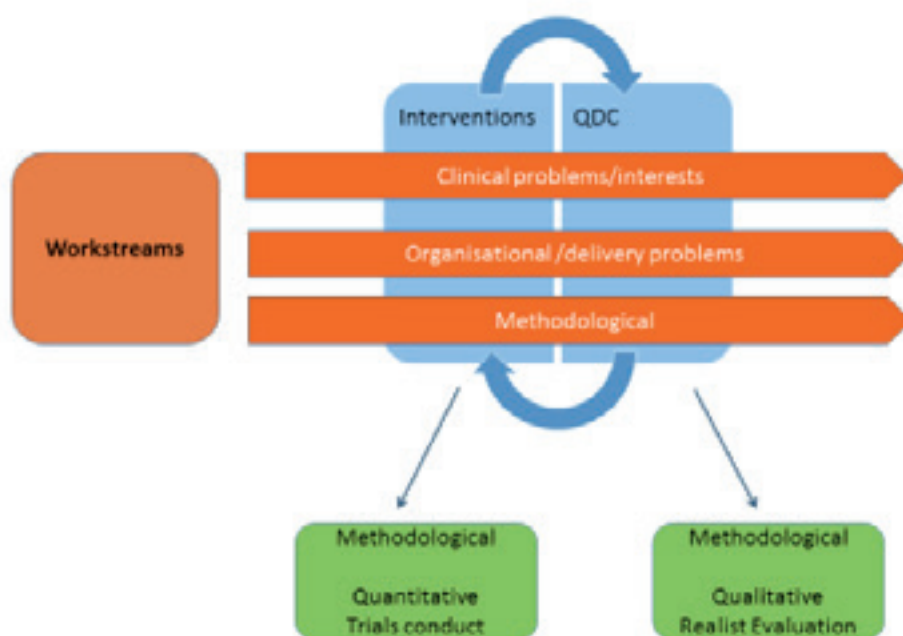 Interventions QDC
Clinical problems/interests
Workstreams
Organisational /delivery problems
Methodological
Methodological
Quantitative
Trials conduct
Methodological
Qualitative
Realist Evaluation